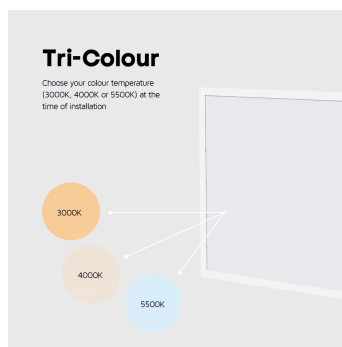 Tri-Colour
Choose your colour temperature
(3000K, 4000K or 5500K) at the
time of installation
3000K
4000K
5500K